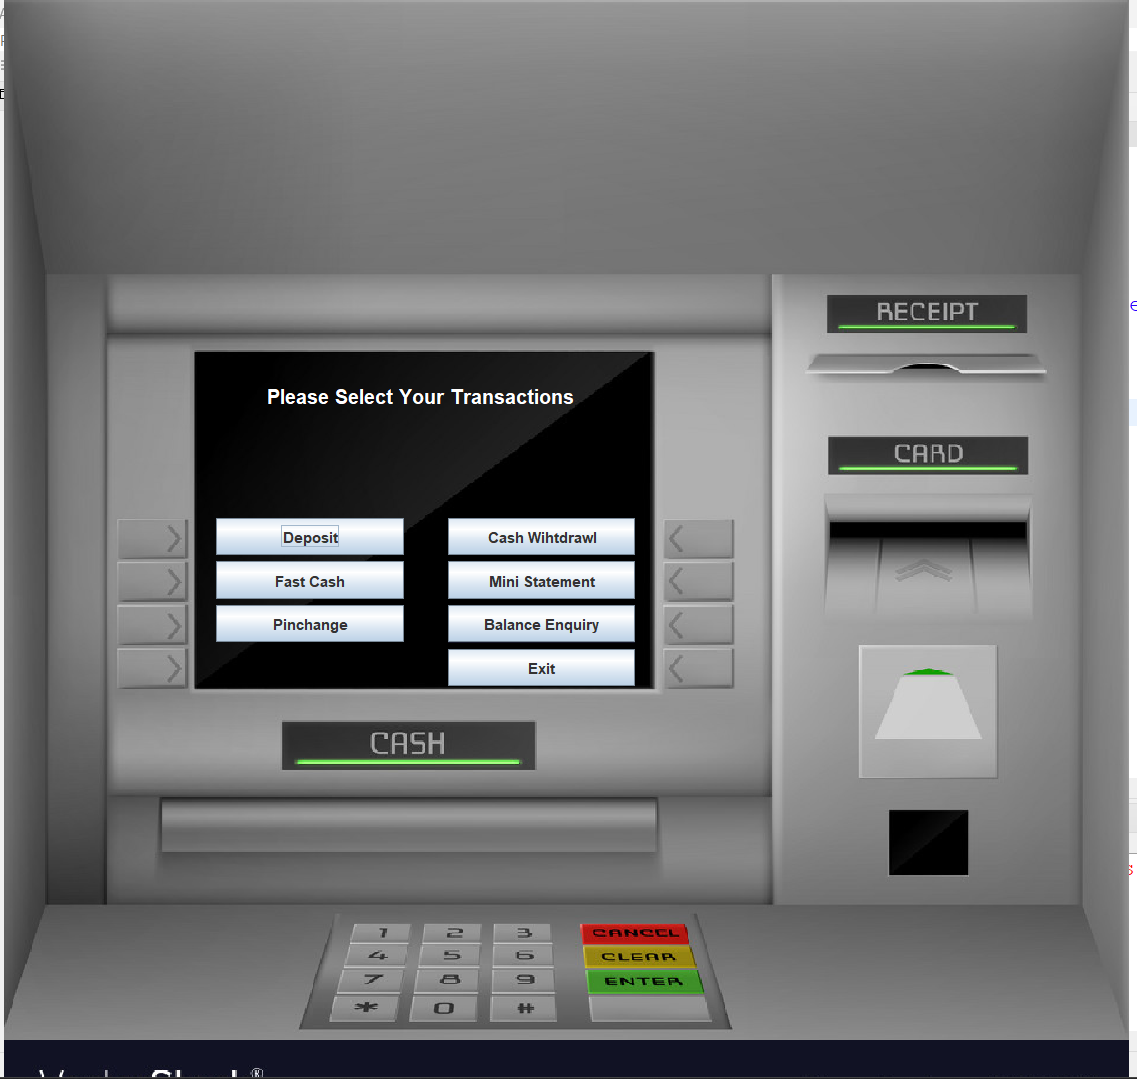 RECEIPT
Please Select Your Transactions
CARD
Deposit
Cash Wihtdrawl
Fast Cash
Mini Statement
Pinchange
Balance Enquiry
Exit
CASH
1 2 3 CANCEL
4 5 6 CLEAR
7 8 9 ENTER
* 0 #